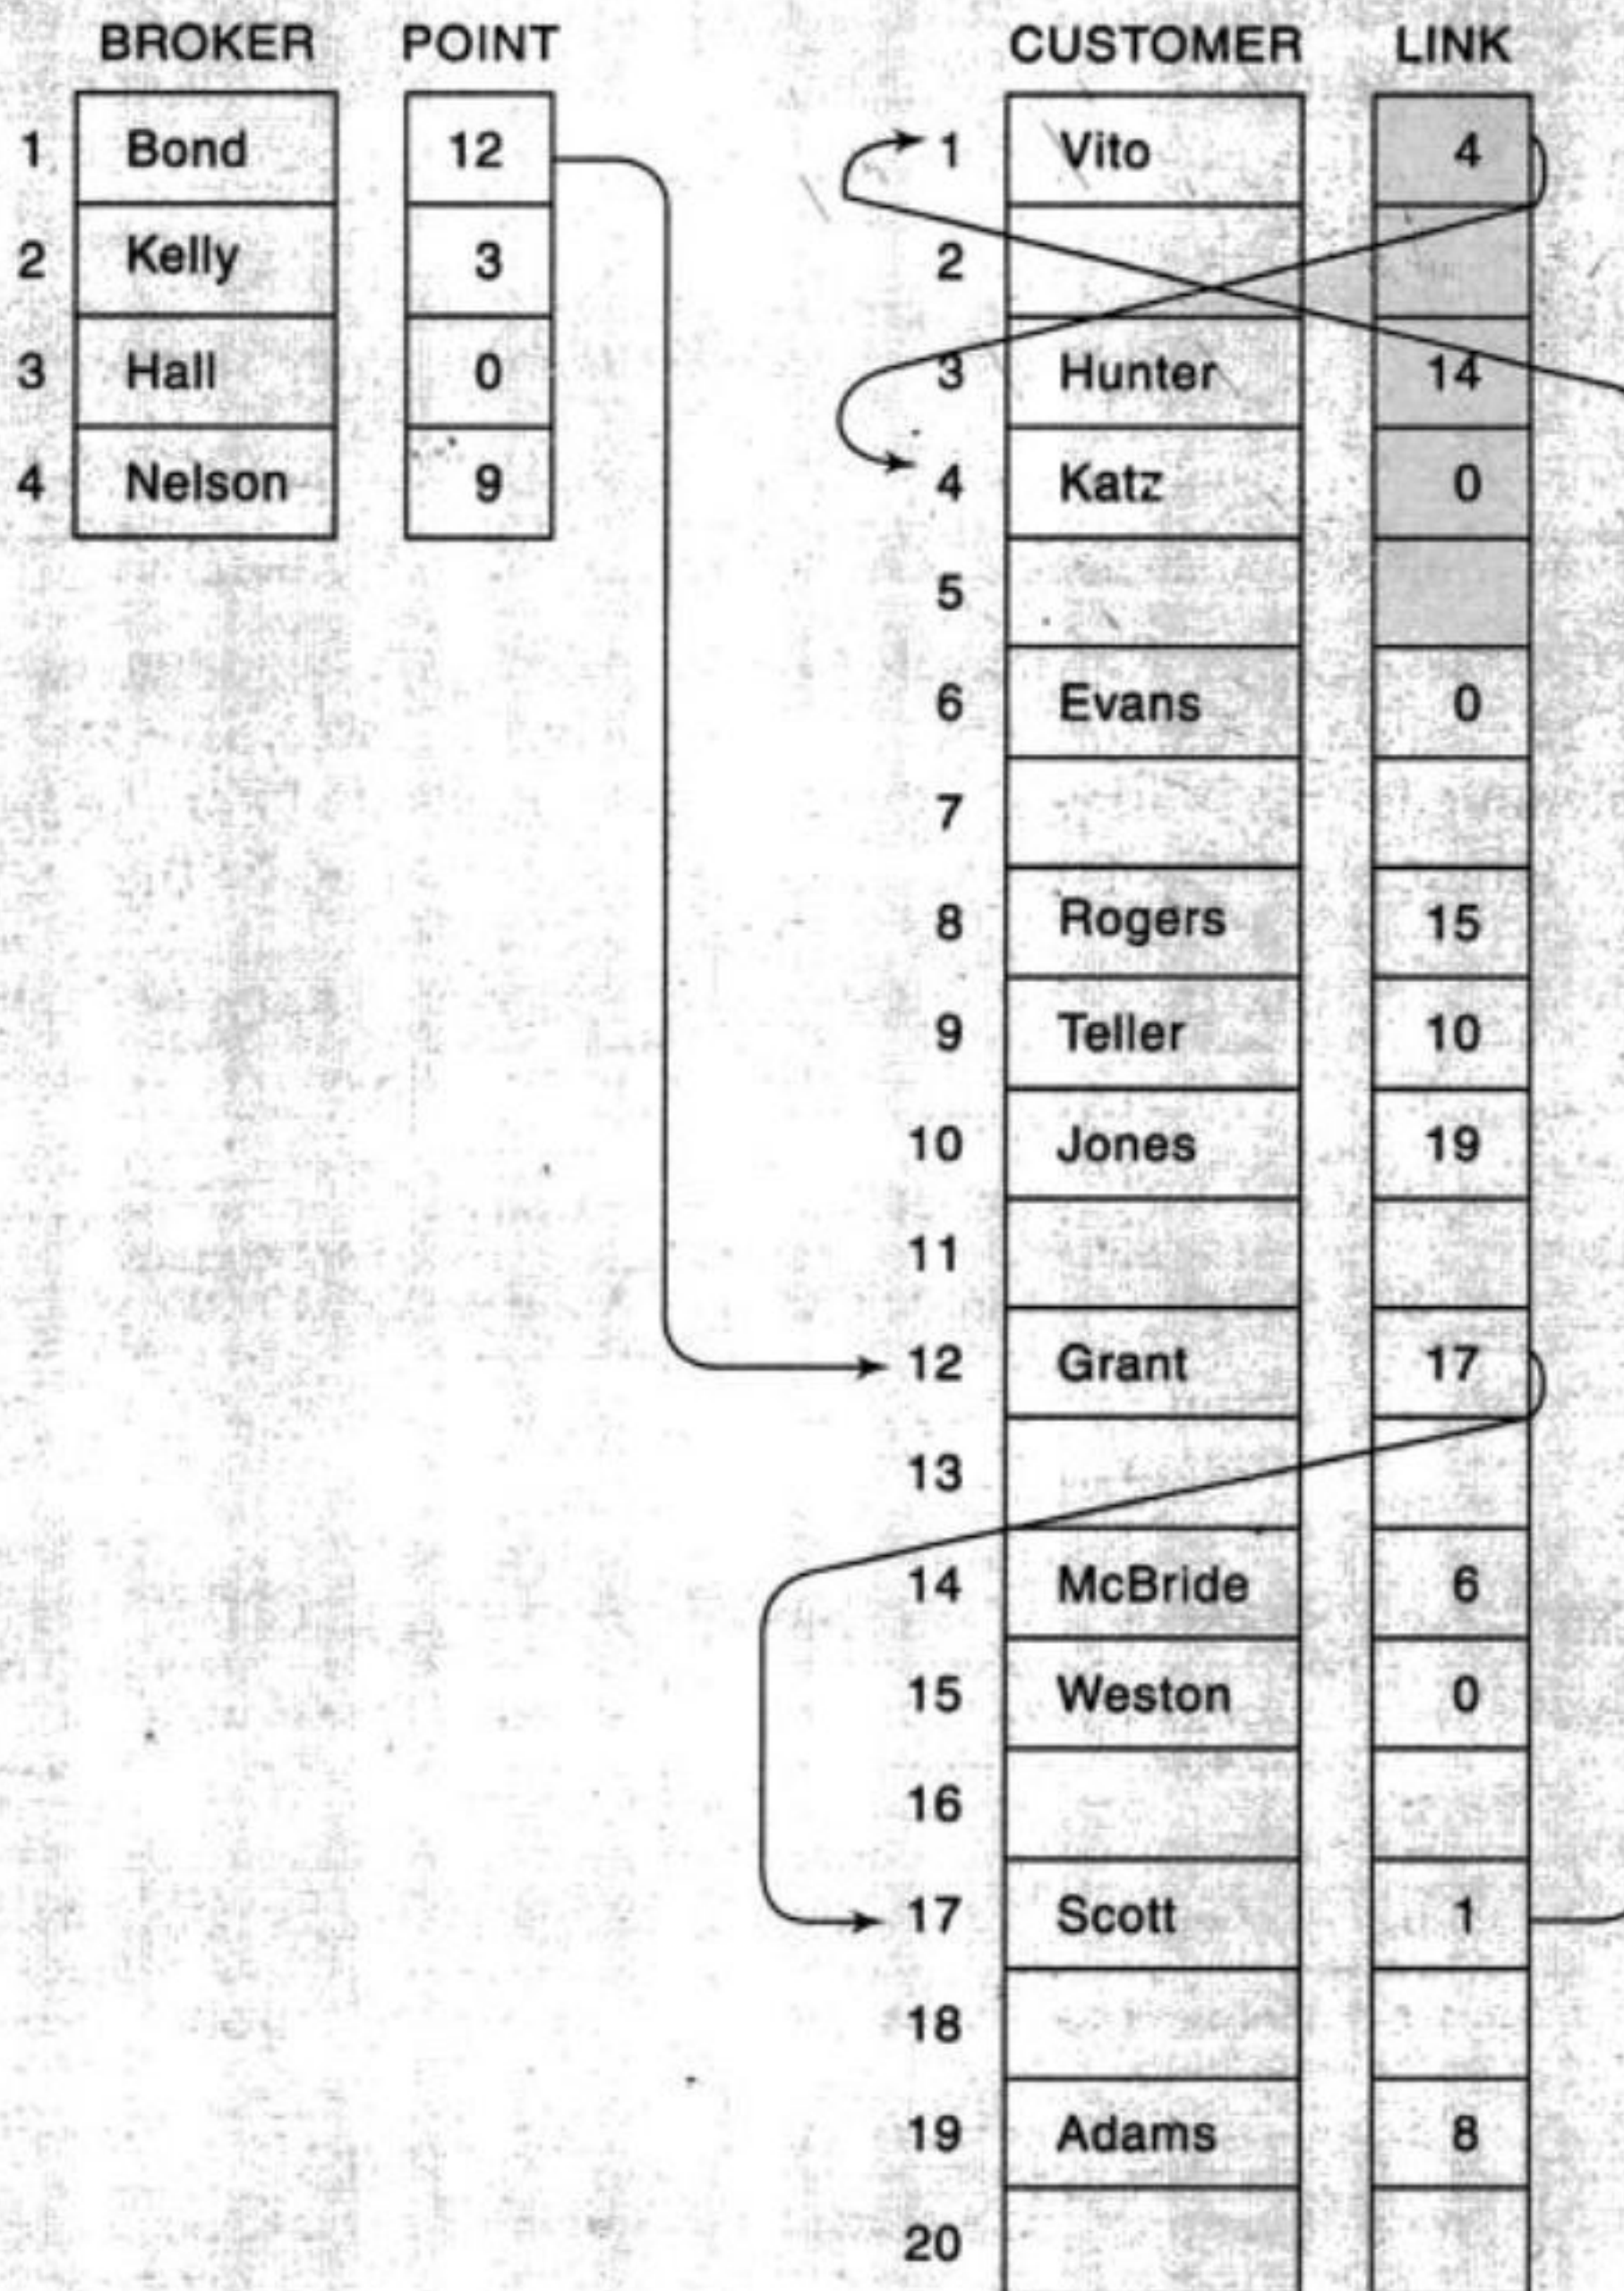 BROKER POINT CUSTOMER LINK
1 Bond 12 1 Vito 4
2 Kelly 3 2
3 Hall 0 3 Hunter 14
4 Nelson 9 4 Katz 0
5
6 Evans 0
7
8 Rogers 15
9 Teller 10
10 Jones 19
11
12 Grant 17
13
14 McBride 6
15 Weston 0
16
17 Scott 1
18
19 Adams 8
20